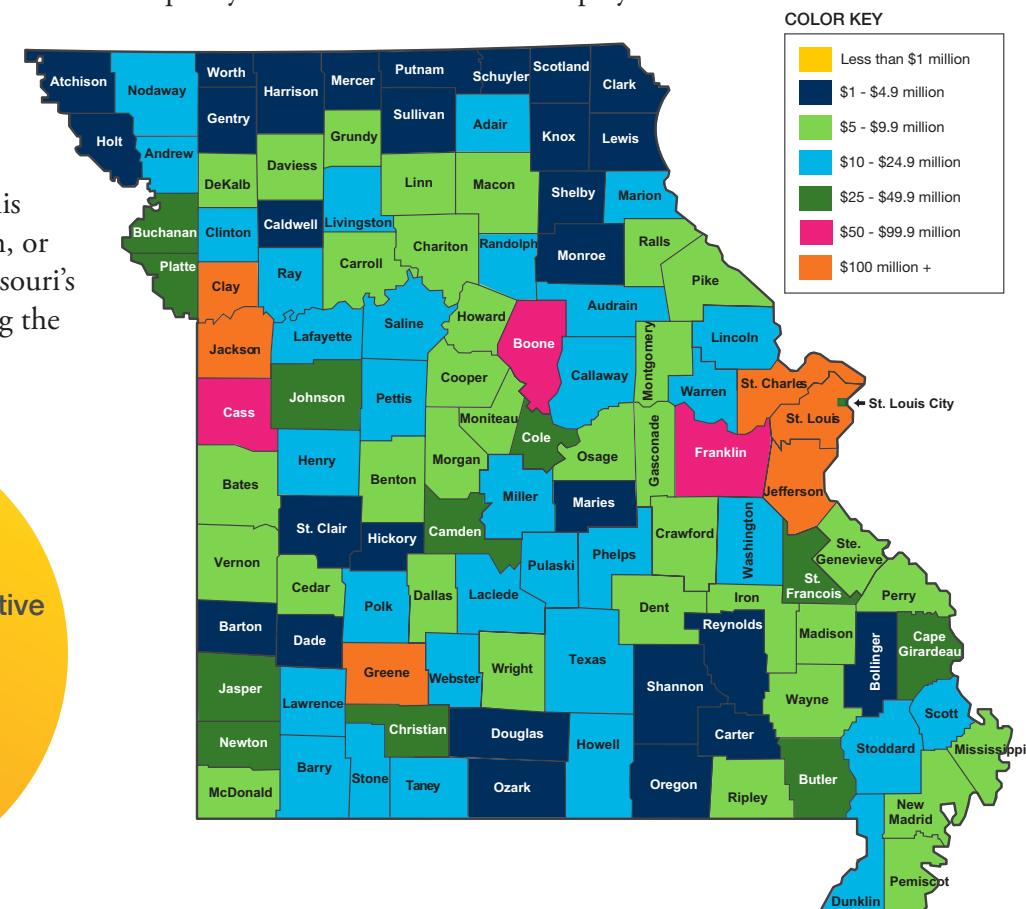 COLOR KEY
Less than $1 million
$1 - $4.9 million
$5 - $9.9 million
$10 - $24.9 million
$25 - $49.9 million
$50 - $99.9 million
$100 million +
is
, or
souri's
g the
tive
Atchison
Nodaway
Worth
Harrison
Mercer
Putnam
Schuyler
Scotland
Clark
Gentry
Sullivan
Adair
Knox
Lewis
Holt
Andrew
Grundy
Daviess
DeKalb
Linn
Macon
Shelby
Marion
Buchanan
Clinton
Caldwell
Livingston
Chariton
Randolph
Monroe
Ralls
Platte
Clay
Ray
Carroll
Pike
Audrain
Howard
Saline
Lafayette
Jackson
Boone
Callaway
Montgomery
Lincoln
Warren
St. Charles
St. Louis
St. Louis City
Cass
Johnson
Pettis
Cooper
Moniteau
Cole
Osage
Gasconade
Franklin
Jefferson
Bates
Henry
Benton
Morgan
Miller
Maries
St. Clair
Hickory
Camden
Pulaski
Phelps
Crawford
Washington
St.
Francois
Ste.
Genevieve
Perry
Vernon
Cedar
Polk
Dallas
Laclede
Dent
Iron
Reynolds
Madison
Bollinger
Cape
Girardeau
Barton
Dade
Greene
Webster
Wright
Texas
Shannon
Wayne
Jasper
Lawrence
Christian
Douglas
Howell
Carter
Scott
Stoddard
Mississippi
Newton
Barry
Stone
Taney
Ozark
Oregon
Ripley
Butler
McDonald
New
Madrid
Pemiscot
Dunklin